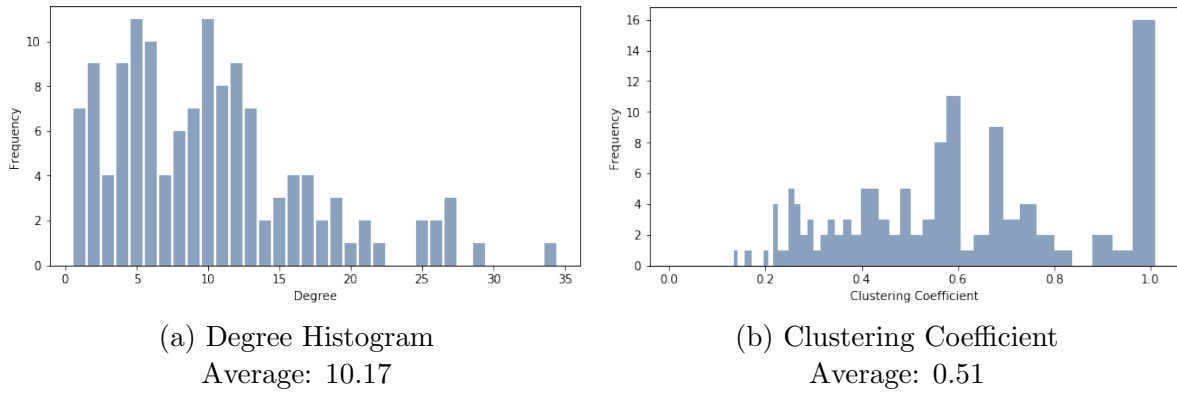 10
8
6
4
2
0
Frequency
0 5 10 15 20 25 30 35
Degree
16
14
12
10
8
6
4
2
0
Frequency
0.0 0.2 0.4 0.6 0.8 1.0
Clustering Coefficient
(a) Degree Histogram
Average: 10.17
(b) Clustering Coefficient
Average: 0.51